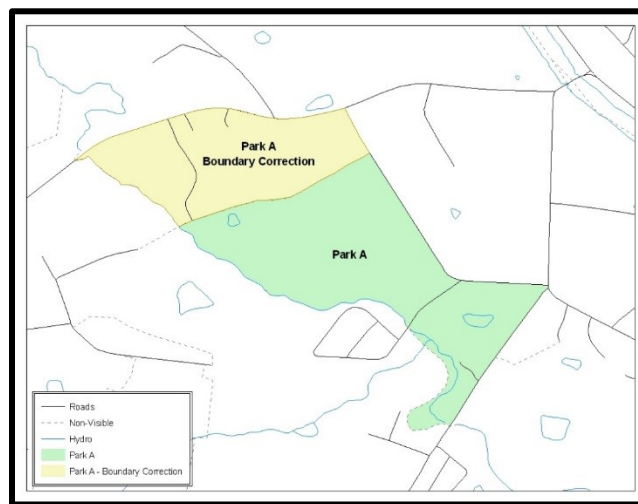 Park A
Boundary Correction
Park A
Roads
Non-Visible
Hydro
Park A
Park A - Boundary Correction